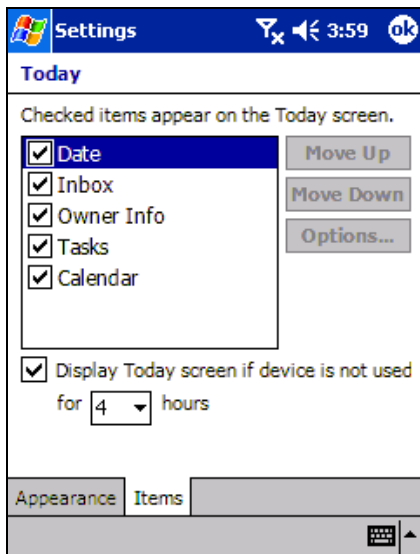 Settings 3:59 ok
Today
Checked items appear on the Today screen.
Date
Inbox
Owner Info
Tasks
Calendar
Move Up
Move Down
Options...
Display Today screen if device is not used
for 4 hours
Appearance Items